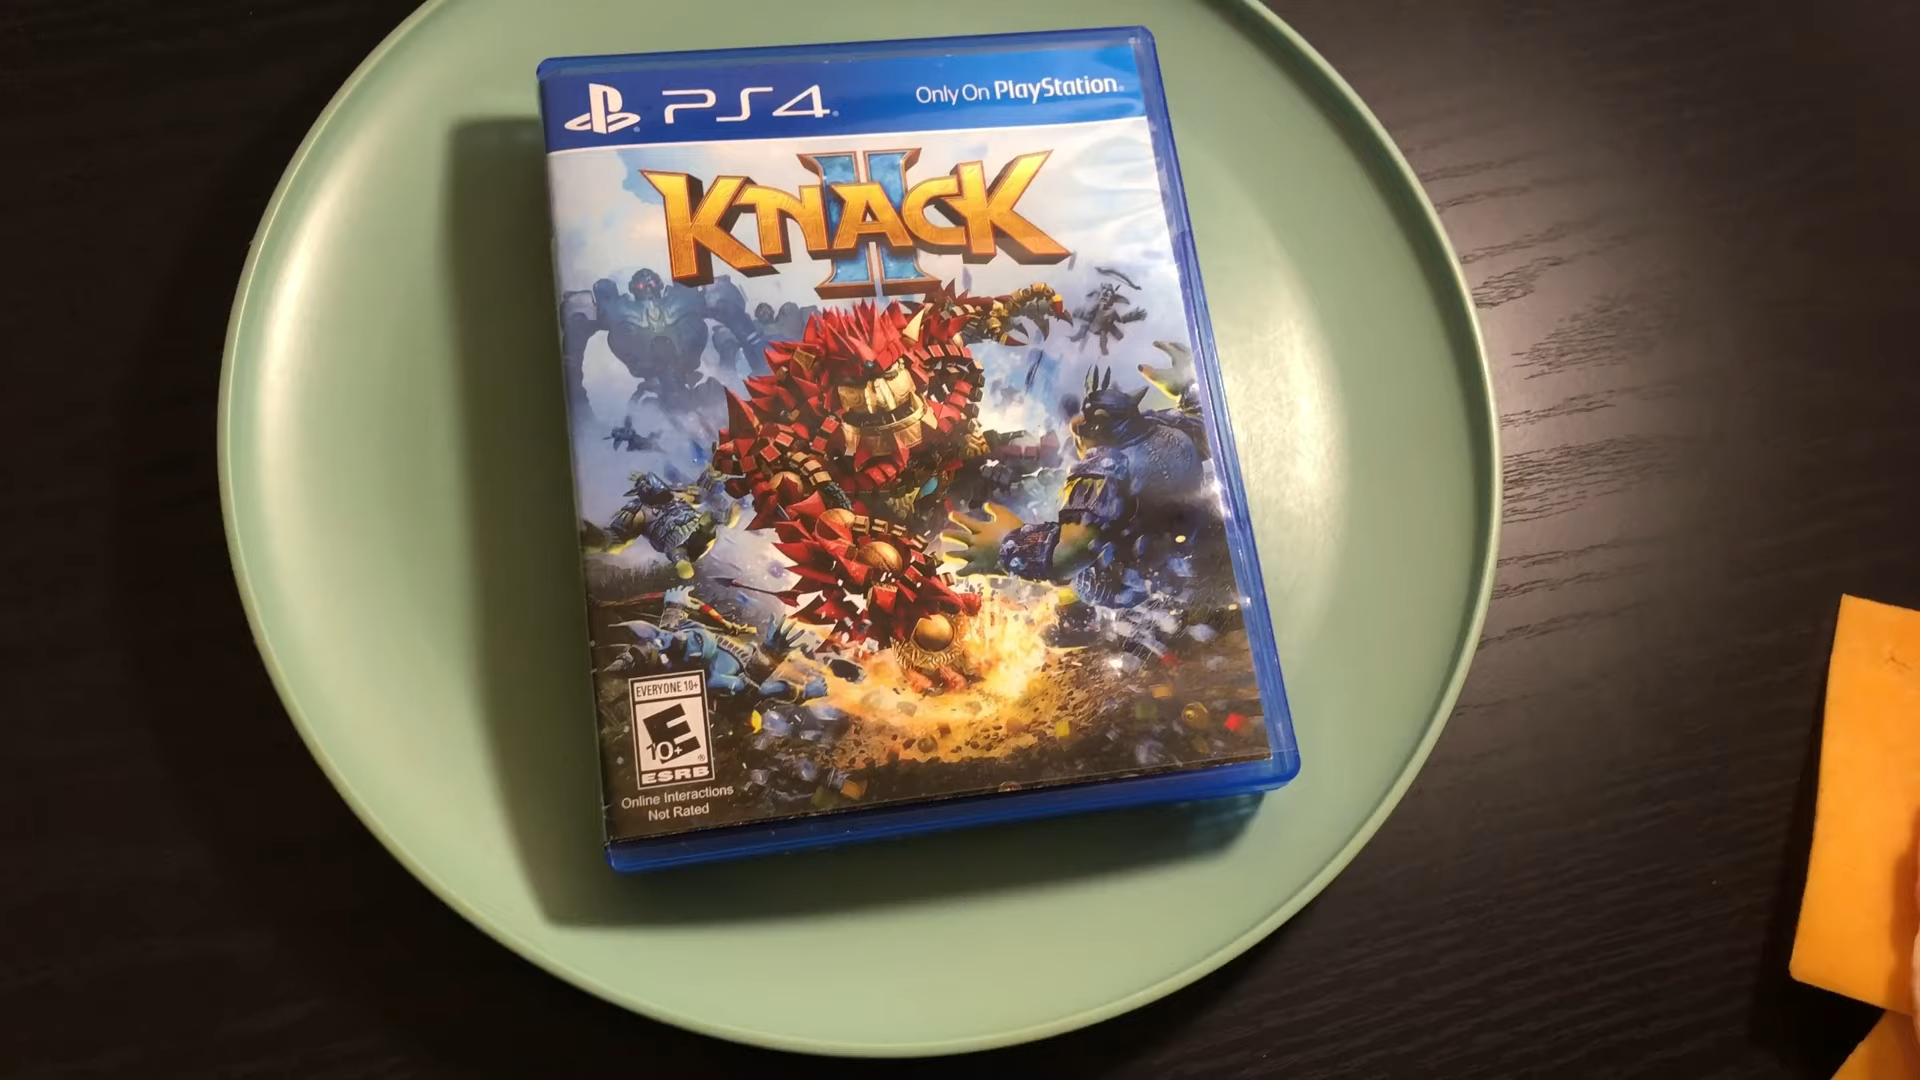 PS4
Only On PlayStation
KNACK
II
EVERYONE 10+
E
10+
ESRB
Online Interactions
Not Rated